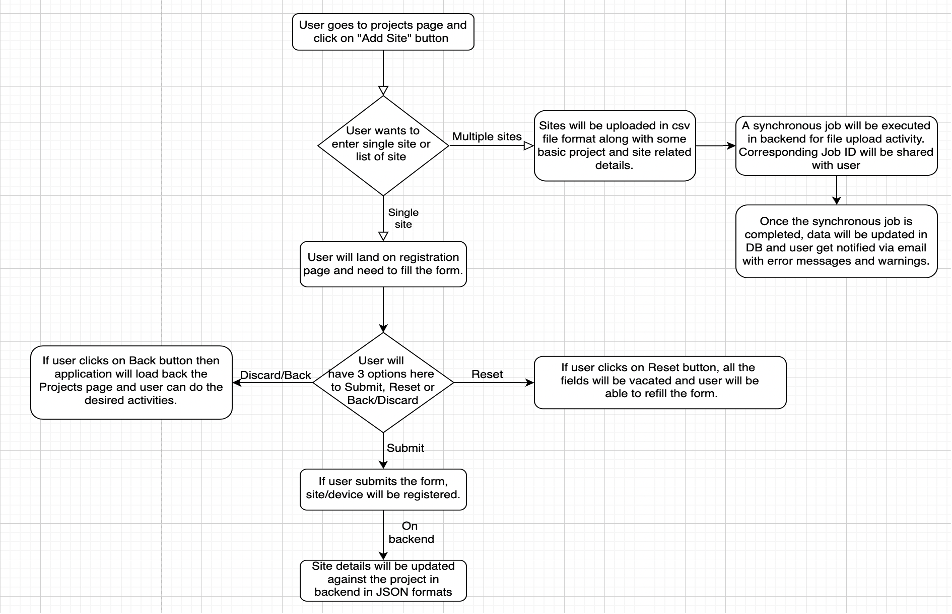 User goes to projects page and
click on "Add Site" button
User wants to
enter single site or
list of site
Multiple sites
Sites will be uploaded in csv
file format along with some
basic project and site related
details.
A synchronous job will be executed
in backend for file upload activity.
Corresponding Job ID will be shared
with user
Once the synchronous job is
completed, data will be updated in
DB and user get notified via email
with error messages and warnings.
Single
site
User will land on registration
page and need to fill the form.
User will
have 3 options here
to Submit, Reset or
Back/Discard
Discard/Back
If user clicks on Back button then
application will load back the
Projects page and user can do the
desired activities.
Reset
If user clicks on Reset button, all the
fields will be vacated and user will be
able to refill the form.
Submit
If user submits the form,
site/device will be registered.
On
backend
Site details will be updated
against the project in
backend in JSON formats